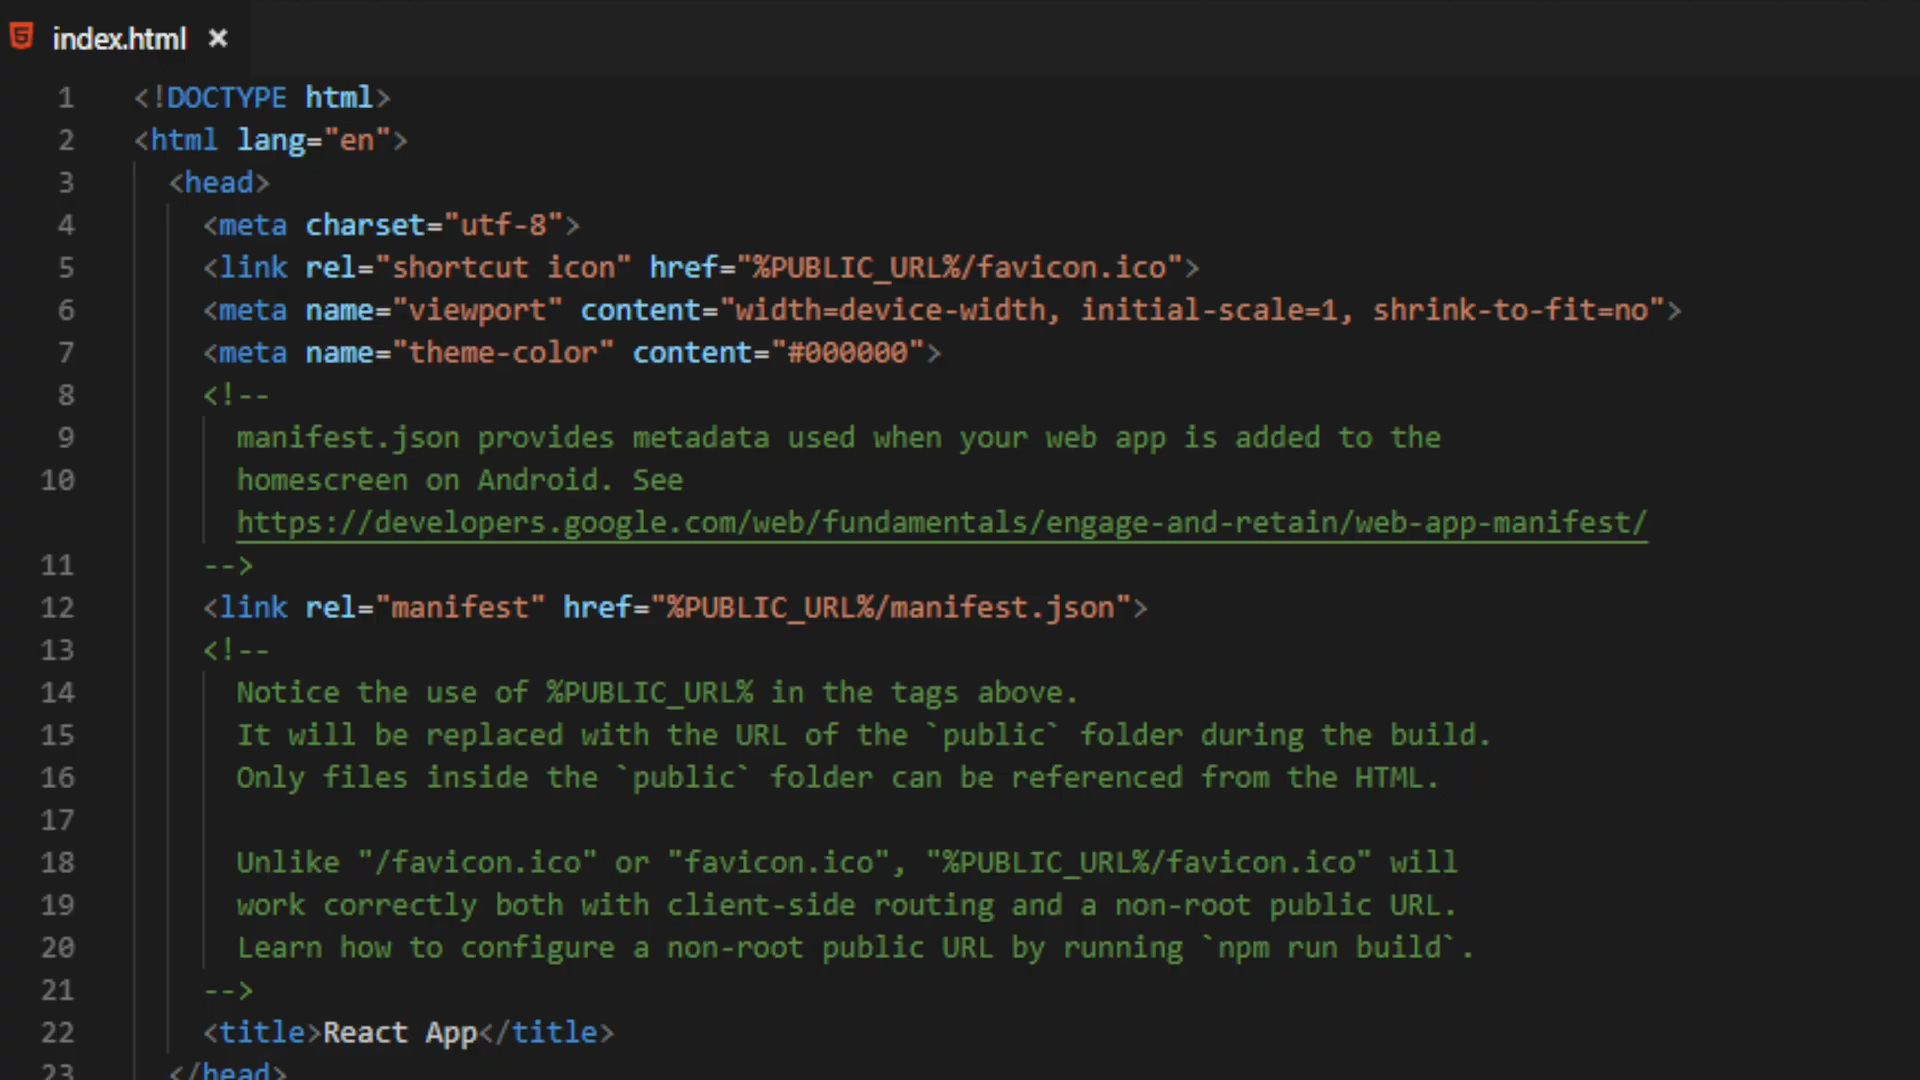 index.html ×
1 <!DOCTYPE html>
2 <html lang="en">
3 <head>
4 <meta charset="utf-8">
5 <link rel="shortcut icon" href="%PUBLIC_URL%/favicon.ico">
6 <meta name="viewport" content="width=device-width, initial-scale=1, shrink-to-fit=no">
7 <meta name="theme-color" content="#000000">
8 <!--
9 manifest.json provides metadata used when your web app is added to the
10 homescreen on Android. See
https://developers.google.com/web/fundamentals/engage-and-retain/web-app-manifest/
11 -->
12 <link rel="manifest" href="%PUBLIC_URL%/manifest.json">
13 <!--
14 Notice the use of %PUBLIC_URL% in the tags above.
15 It will be replaced with the URL of the `public` folder during the build.
16 Only files inside the `public` folder can be referenced from the HTML.
17
18 Unlike "/favicon.ico" or "favicon.ico", "%PUBLIC_URL%/favicon.ico" will
19 work correctly both with client-side routing and a non-root public URL.
20 Learn how to configure a non-root public URL by running `npm run build`.
21 -->
22 <title>React App</title>
23 </head>